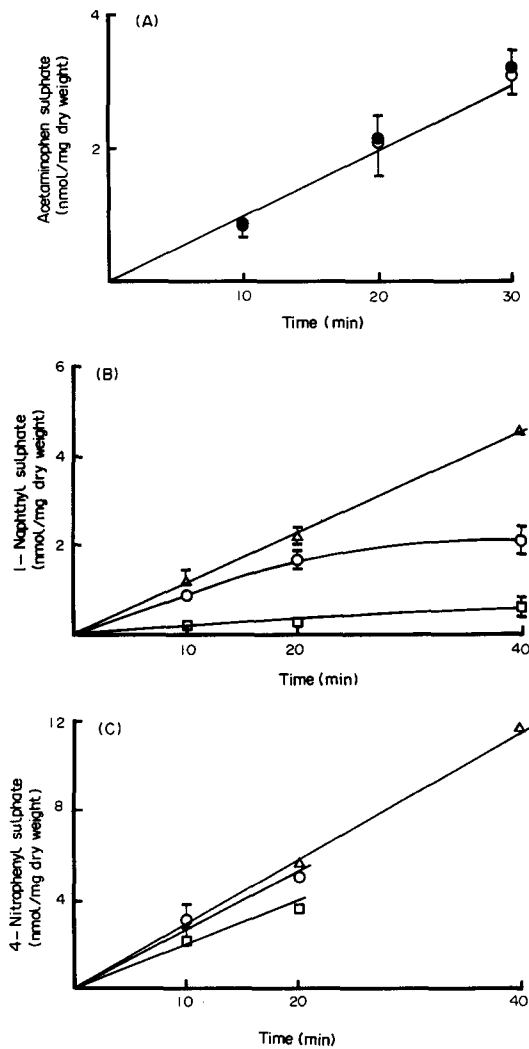 (A)
Acetaminophen sulphate
(nmol/mg dry weight)
4
2
10
20
30
Time (min)
(B)
1-Naphthyl sulphate
(nmol/mg dry weight)
6
4
2
10
20
40
Time (min)
(C)
4-Nitrophenyl sulphate
(nmol/mg dry weight)
12
8
4
10
20
40
Time (min)